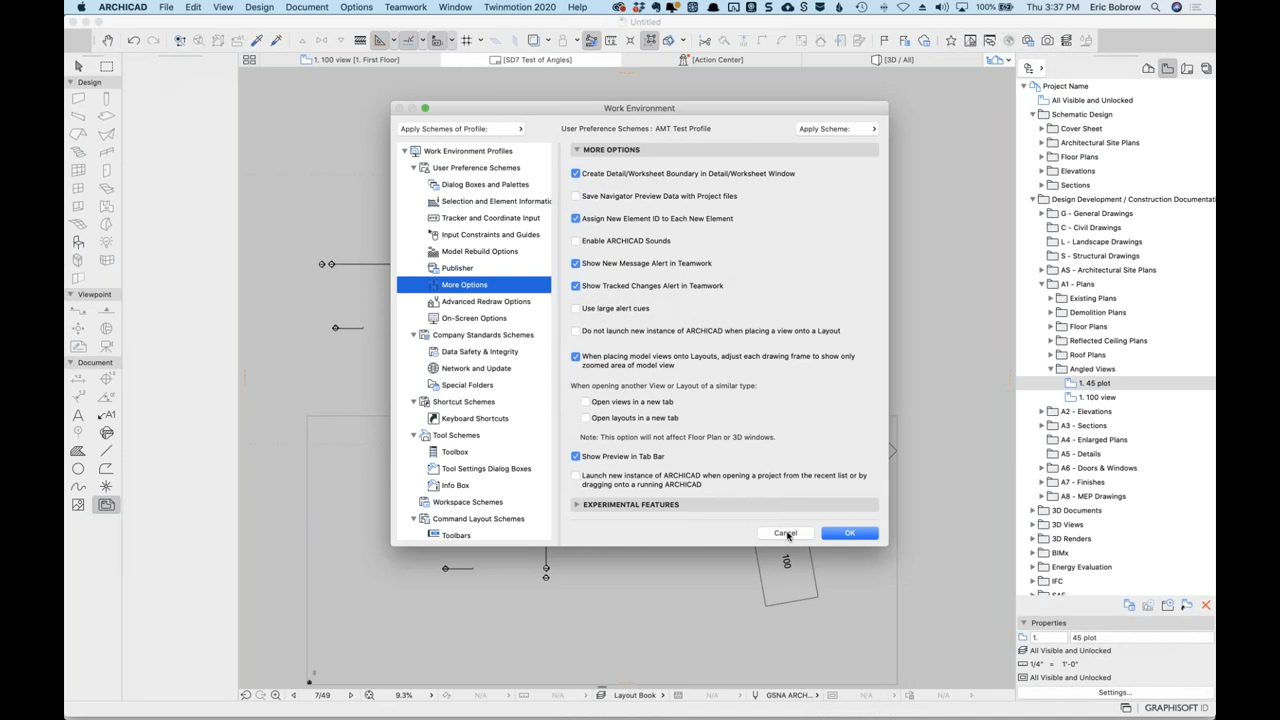 ARCHICAD File Edit View Design Document Options Teamwork Window Twinmotion 2020 Help 100% Thu 3:37 PM Eric Bobrow
Untitled
1. 100 view [1. First Floor] [SD7 Test of Angles] [Action Center] [3D / All]
Design
Viewpoint
Document
Work Environment
Apply Schemes of Profile: User Preference Schemes : AMT Test Profile Apply Scheme:
Work Environment Profiles
User Preference Schemes
Dialog Boxes and Palettes
Selection and Element Informatic
Tracker and Coordinate Input
Input Constraints and Guides
Model Rebuild Options
Publisher
More Options
Advanced Redraw Options
On-Screen Options
Company Standards Schemes
Data Safety & Integrity
Network and Update
Special Folders
Shortcut Schemes
Keyboard Shortcuts
Tool Schemes
Toolbox
Tool Settings Dialog Boxes
Info Box
Workspace Schemes
Command Layout Schemes
Toolbars
MORE OPTIONS
Create Detail/Worksheet Boundary in Detail/Worksheet Window
Save Navigator Preview Data with Project files
Assign New Element ID to Each New Element
Enable ARCHICAD Sounds
Show New Message Alert in Teamwork
Show Tracked Changes Alert in Teamwork
Use large alert cues
Do not launch new instance of ARCHICAD when placing a view onto a Layout
When placing model views onto Layouts, adjust each drawing frame to show only
zoomed area of model view
When opening another View or Layout of a similar type:
Open views in a new tab
Open layouts in a new tab
Note: This option will not affect Floor Plan or 3D windows.
Show Preview in Tab Bar
Launch new instance of ARCHICAD when opening a project from the recent list or by
dragging onto a running ARCHICAD
EXPERIMENTAL FEATURES
Cancel OK
100
Project Name
All Visible and Unlocked
Schematic Design
Cover Sheet
Architectural Site Plans
Floor Plans
Elevations
Sections
Design Development / Construction Documentat
G - General Drawings
C - Civil Drawings
L - Landscape Drawings
S - Structural Drawings
AS - Architectural Site Plans
A1 - Plans
Existing Plans
Demolition Plans
Floor Plans
Reflected Ceiling Plans
Roof Plans
Angled Views
1. 45 plot
1. 100 view
A2 - Elevations
A3 - Sections
A4 - Enlarged Plans
A5 - Details
A6 - Doors & Windows
A7 - Finishes
A8 - MEP Drawings
3D Documents
3D Views
3D Renders
BIMx
Energy Evaluation
IFC
Properties
1. 45 plot
All Visible and Unlocked
1/4" = 1'-0"
All Visible and Unlocked
Settings...
7/49 9.3% N/A N/A Layout Book N/A GSNA ARCH... N/A N/A
GRAPHISOFT ID